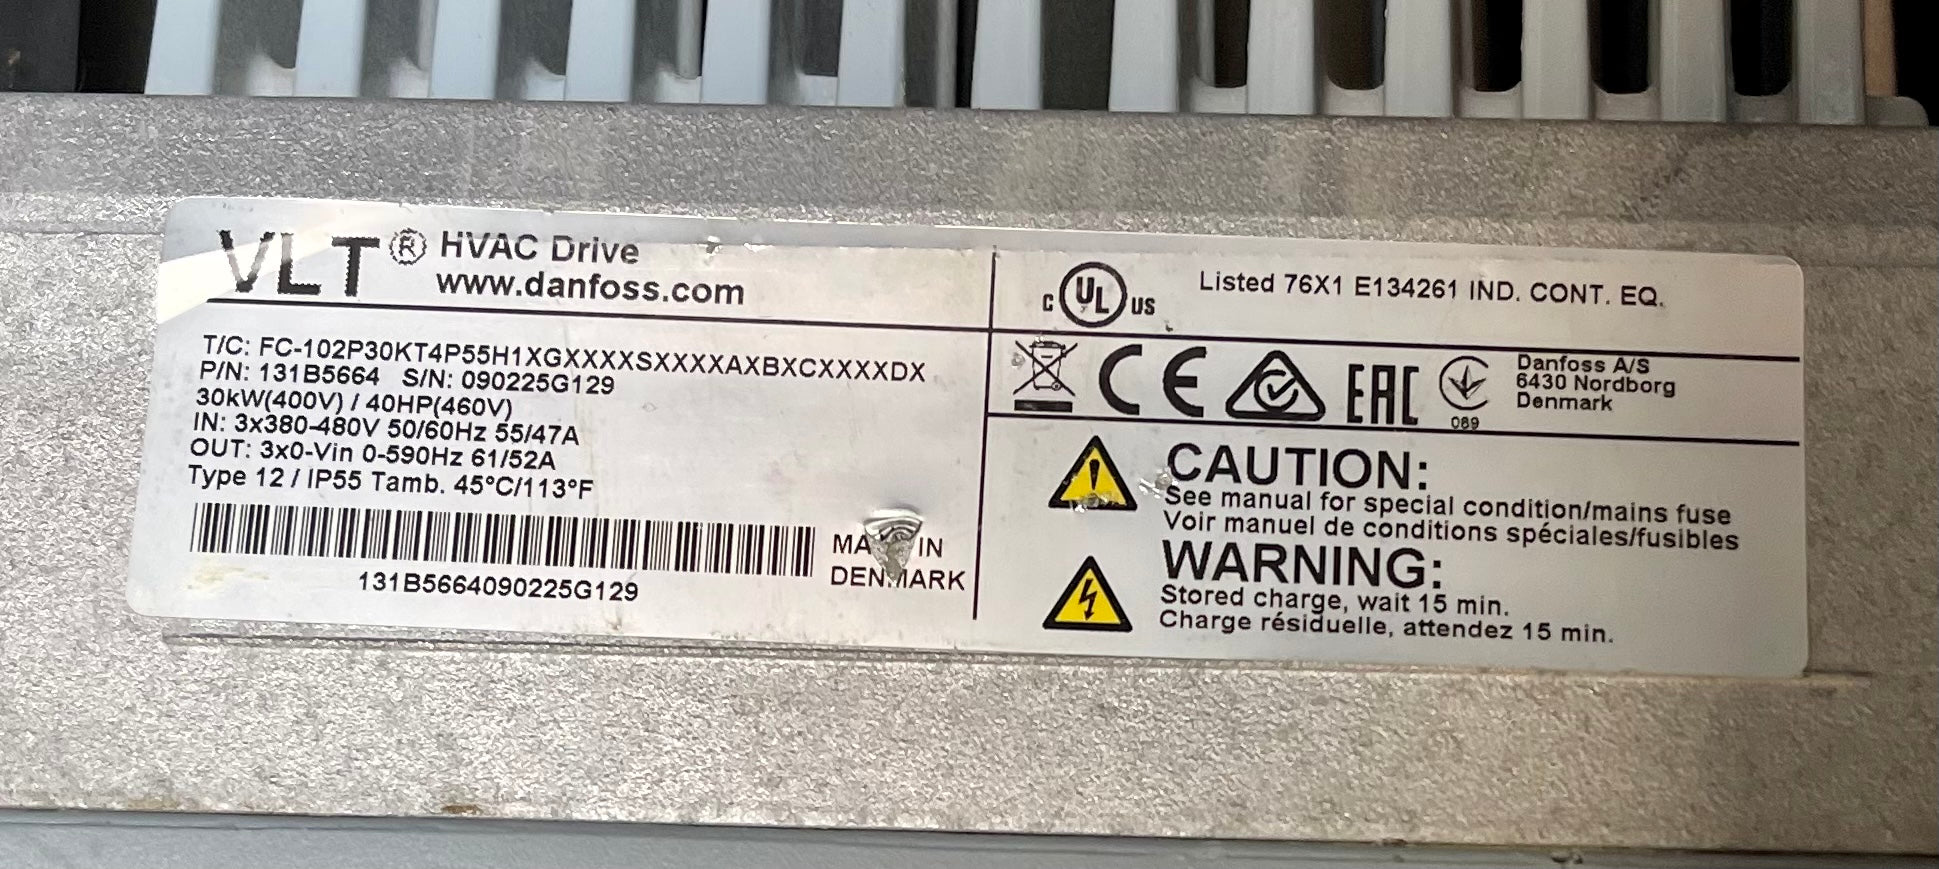 VLT® HVAC Drive
www.danfoss.com
T/C: FC-102P30KT4P55H1XGXXXXSXXXXAXBXCXXXXDX
P/N: 131B5664 S/N: 090225G129
30kW(400V) / 40HP(460V)
IN: 3x380-480V 50/60Hz 55/47A
OUT: 3x0-Vin 0-590Hz 61/52A
Type 12 / IP55 Tamb. 45°C/113°F
131B5664090225G129
IN
DENMARK
C UL US Listed 76X1 E134261 IND. CONT. EQ.
CE EAC
089
Danfoss A/S
6430 Nordborg
Denmark
CAUTION:
See manual for special condition/mains fuse
Voir manuel de conditions spéciales/fusibles
WARNING:
Stored charge, wait 15 min.
Charge résiduelle, attendez 15 min.